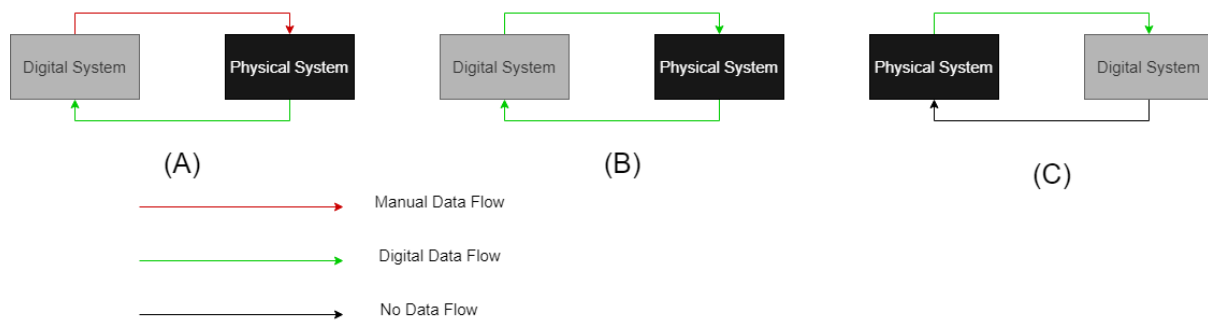 Digital System
Physical System
Digital System
Physical System
Physical System
Digital System
(A)
(B)
(C)
Manual Data Flow
Digital Data Flow
No Data Flow